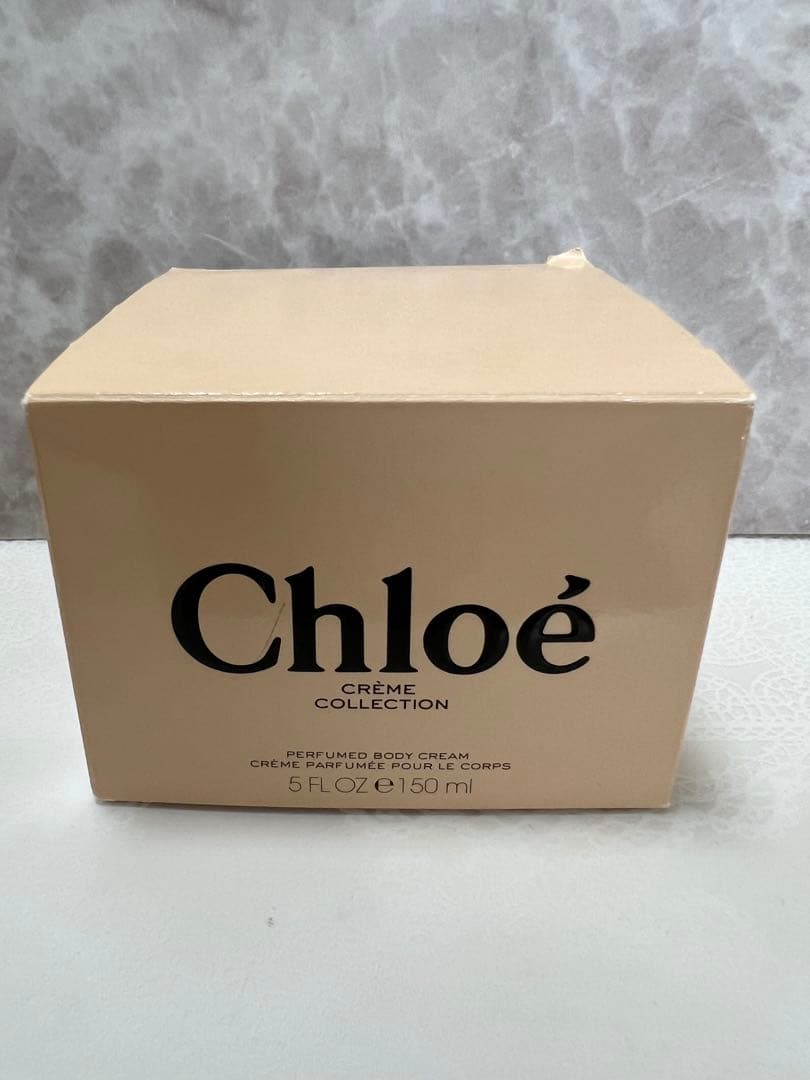 Chloé
CRÈME
COLLECTION
PERFUMED BODY CREAM
CRÈME PARFUMÉE POUR LE CORPS
5 FL OZ ℮ 150 ml